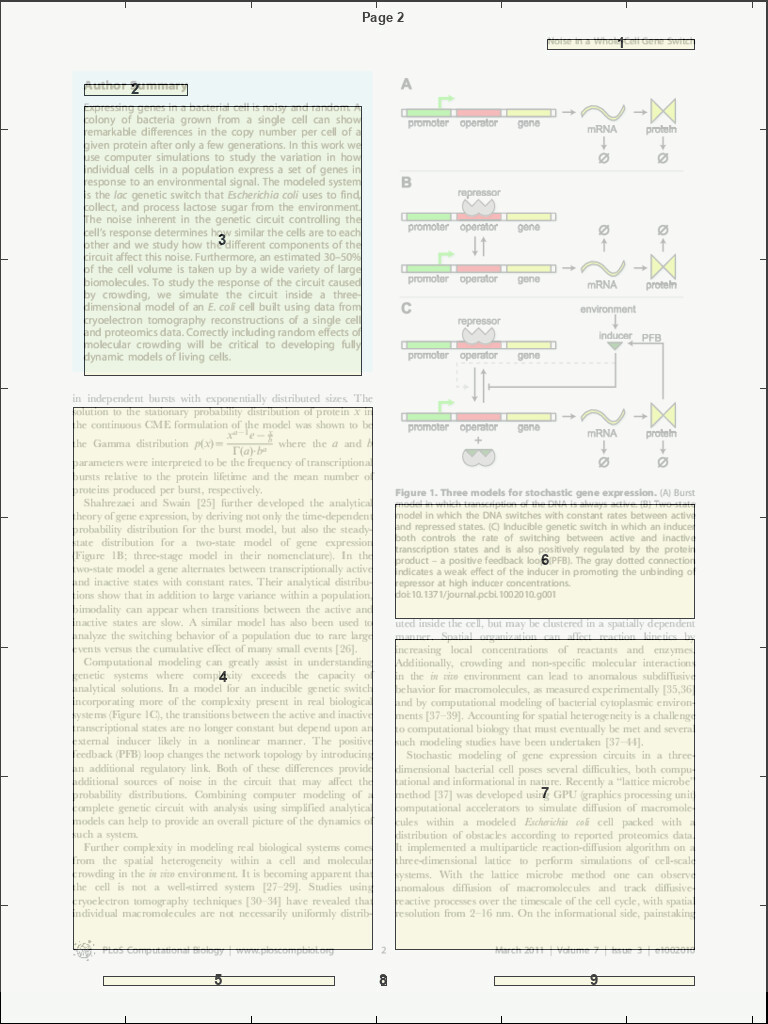 Page 2
1
Noise in a Whole Cell Gene Switch
Author Summary
2
Expressing genes in a bacterial cell is noisy and random. A
colony of bacteria grown from a single cell can show
remarkable differences in the copy number per cell of a
given protein after only a few generations. In this work we
use computer simulations to study the variation in how
individual cells in a population express a set of genes in
response to an environmental signal. The modeled system
is the lac genetic switch that Escherichia coli uses to find,
collect, and process lactose sugar from the environment.
The noise inherent in the genetic circuit controlling the
cell's response determines how similar the cells are to each
3
other and we study how the different components of the
circuit affect this noise. Furthermore, an estimated 30–50%
of the cell volume is taken up by a wide variety of large
biomolecules. To study the response of the circuit caused
by crowding, we simulate the circuit inside a three-
dimensional model of an E. coli cell built using data from
cryoelectron tomography reconstructions of a single cell
and proteomics data. Correctly including random effects of
molecular crowding will be critical to developing fully
dynamic models of living cells.
in independent bursts with exponentially distributed sizes. The
solution to the stationary probability distribution of protein x in
the continuous CME formulation of the model was shown to be
the Gamma distribution p(x)= x^{a−1}e−x/b / Γ(a)·b^a where the a and b
parameters were interpreted to be the frequency of transcriptional
bursts relative to the protein lifetime and the mean number of
proteins produced per burst, respectively.
Shahrezaei and Swain [25] further developed the analytical
theory of gene expression, by deriving not only the time-dependent
probability distribution for the burst model, but also the steady-
state distribution for a two-state model of gene expression
(Figure 1B; three-stage model in their nomenclature). In the
two-state model a gene alternates between transcriptionally active
and inactive states with constant rates. Their analytical distribu-
tions show that in addition to large variance within a population,
bimodality can appear when transitions between the active and
inactive states are slow. A similar model has also been used to
analyze the switching behavior of a population due to rare large
events versus the cumulative effect of many small events [26].
Computational modeling can greatly assist in understanding
genetic systems where complexity exceeds the capacity of
4
analytical solutions. In a model for an inducible genetic switch
incorporating more of the complexity present in real biological
systems (Figure 1C), the transitions between the active and inactive
transcriptional states are no longer constant but depend upon an
external inducer likely in a nonlinear manner. The positive
feedback (PFB) loop changes the network topology by introducing
an additional regulatory link. Both of these differences provide
additional sources of noise in the circuit that may affect the
probability distributions. Combining computer modeling of a
complete genetic circuit with analysis using simplified analytical
models can help to provide an overall picture of the dynamics of
such a system.
Further complexity in modeling real biological systems comes
from the spatial heterogeneity within a cell and molecular
crowding in the in vivo environment. It is becoming apparent that
the cell is not a well-stirred system [27–29]. Studies using
cryoelectron tomography techniques [30–34] have revealed that
individual macromolecules are not necessarily uniformly distrib-
A
promoter operator gene mRNA protein
Ø Ø
B
repressor
promoter operator gene
Ø Ø
promoter operator gene mRNA protein
C
environment
repressor
inducer PFB
promoter operator gene
promoter operator gene mRNA protein
+
Ø Ø
Figure 1. Three models for stochastic gene expression. (A) Burst
model in which transcription of the DNA is always active. (B) Two-state
model in which the DNA switches with constant rates between active
and repressed states. (C) Inducible genetic switch in which an inducer
both controls the rate of switching between active and inactive
transcription states and is also positively regulated by the protein
product – a positive feedback loop (PFB). The gray dotted connection
6
indicates a weak effect of the inducer in promoting the unbinding of
repressor at high inducer concentrations.
doi:10.1371/journal.pcbi.1002010.g001
uted inside the cell, but may be clustered in a spatially dependent
manner. Spatial organization can affect reaction kinetics by
increasing local concentrations of reactants and enzymes.
Additionally, crowding and non-specific molecular interactions
in the in vivo environment can lead to anomalous subdiffusive
behavior for macromolecules, as measured experimentally [35,36]
and by computational modeling of bacterial cytoplasmic environ-
ments [37–39]. Accounting for spatial heterogeneity is a challenge
to computational biology that must eventually be met and several
such modeling studies have been undertaken [37–44].
Stochastic modeling of gene expression circuits in a three-
dimensional bacterial cell poses several difficulties, both compu-
tational and informational in nature. Recently a "lattice microbe"
method [37] was developed using GPU (graphics processing unit)
7
computational accelerators to simulate diffusion of macromole-
cules within a modeled Escherichia coli cell packed with a
distribution of obstacles according to reported proteomics data.
It implemented a multiparticle reaction-diffusion algorithm on a
three-dimensional lattice to perform simulations of cell-scale
systems. With the lattice microbe method one can observe
anomalous diffusion of macromolecules and track diffusive-
reactive processes over the timescale of the cell cycle, with spatial
resolution from 2–16 nm. On the informational side, painstaking
PLoS Computational Biology | www.ploscompbiol.org
2
March 2011 | Volume 7 | Issue 3 | e1002010
5
8
9